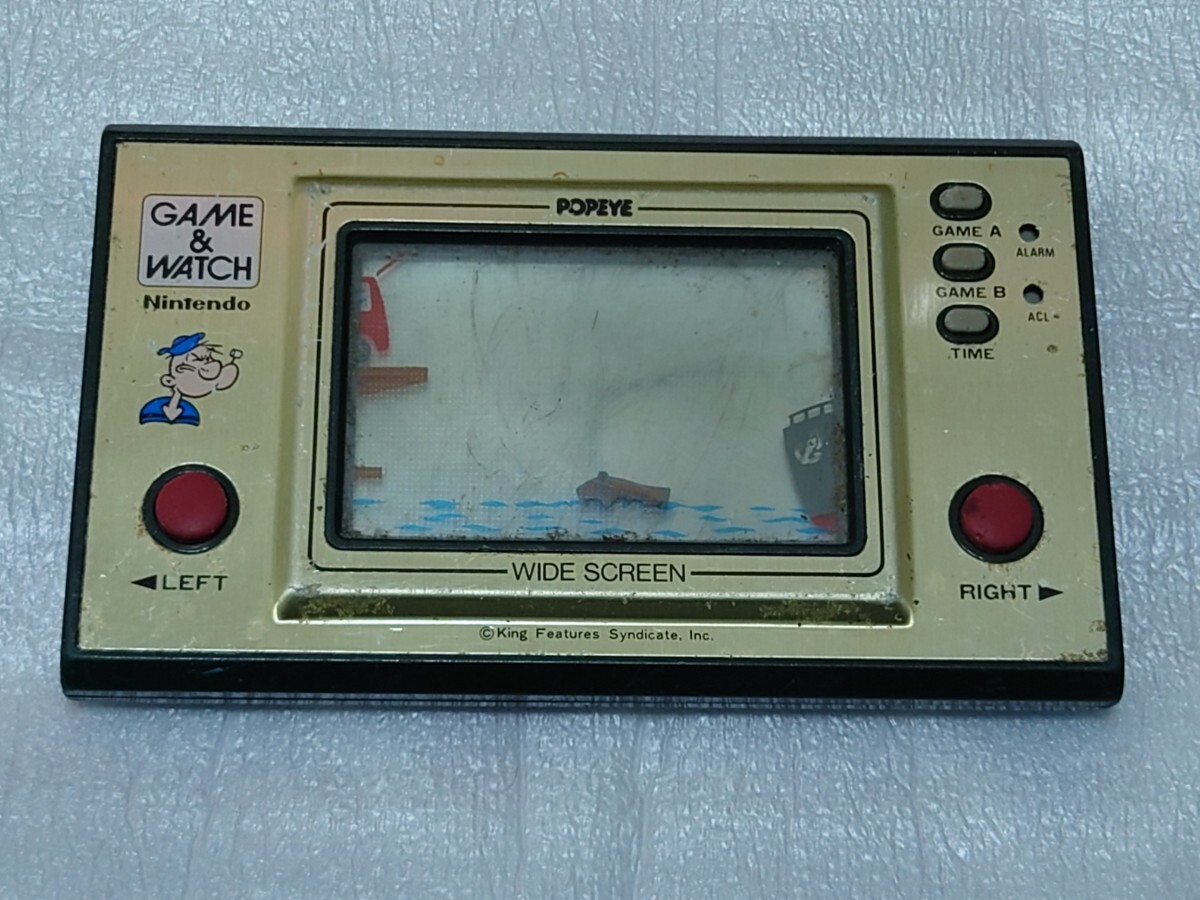 GAME
&
WATCH
Nintendo
POPEYE
GAME A
ALARM
GAME B
ACL
TIME
◀LEFT
RIGHT▶
WIDE SCREEN
©King Features Syndicate, Inc.